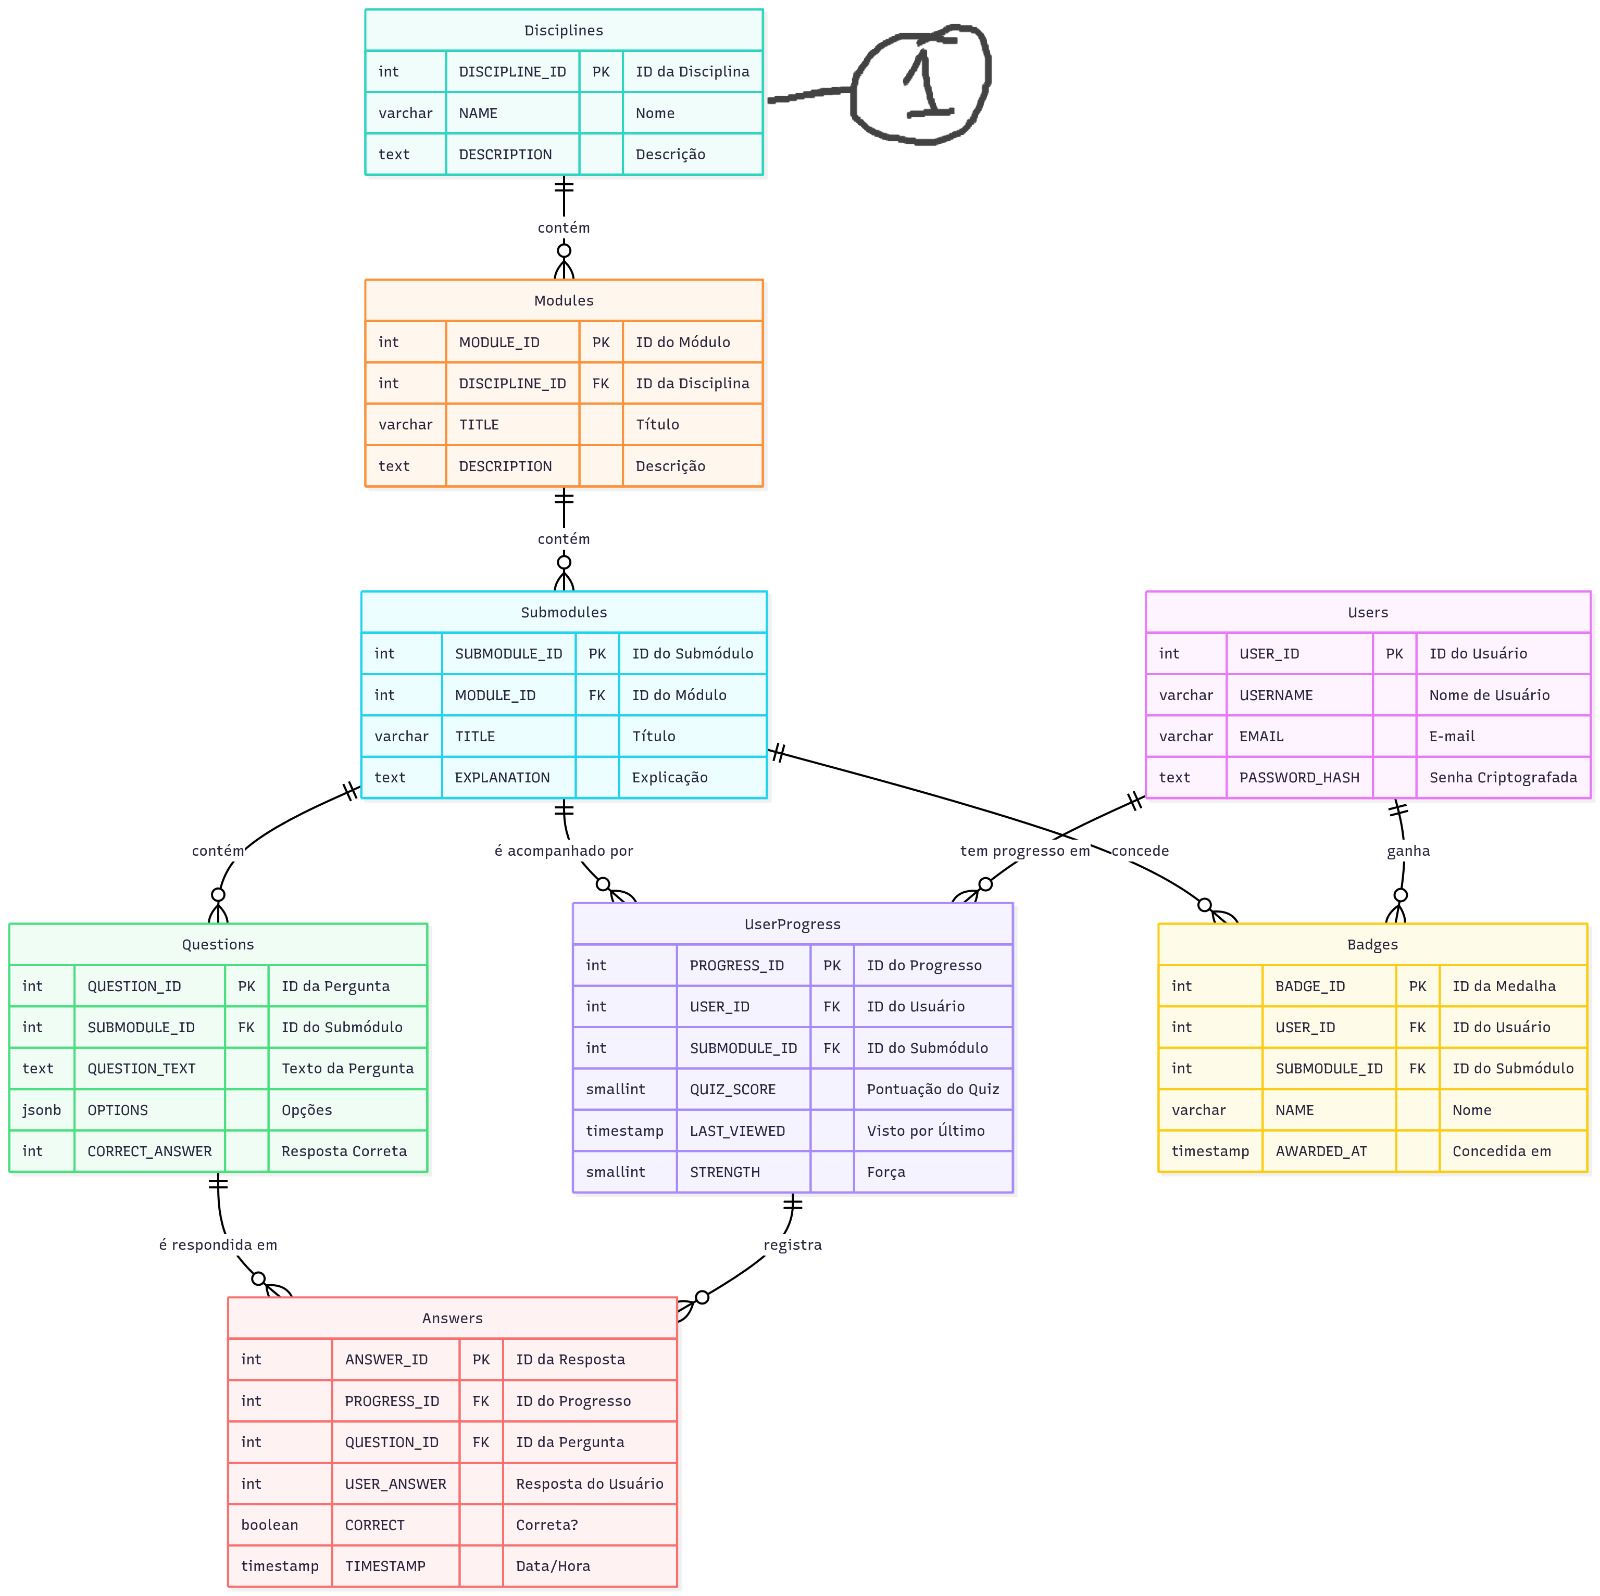 Disciplines
int DISCIPLINE_ID PK ID da Disciplina
varchar NAME Nome
text DESCRIPTION Descrição
1
contém
Modules
int MODULE_ID PK ID do Módulo
int DISCIPLINE_ID FK ID da Disciplina
varchar TITLE Título
text DESCRIPTION Descrição
contém
Submodules
int SUBMODULE_ID PK ID do Submódulo
int MODULE_ID FK ID do Módulo
varchar TITLE Título
text EXPLANATION Explicação
Users
int USER_ID PK ID do Usuário
varchar USERNAME Nome de Usuário
varchar EMAIL E-mail
text PASSWORD_HASH Senha Criptografada
contém
é acompanhado por
tem progresso em
concede
ganha
Questions
int QUESTION_ID PK ID da Pergunta
int SUBMODULE_ID FK ID do Submódulo
text QUESTION_TEXT Texto da Pergunta
jsonb OPTIONS Opções
int CORRECT_ANSWER Resposta Correta
UserProgress
int PROGRESS_ID PK ID do Progresso
int USER_ID FK ID do Usuário
int SUBMODULE_ID FK ID do Submódulo
smallint QUIZ_SCORE Pontuação do Quiz
timestamp LAST_VIEWED Visto por Último
smallint STRENGTH Força
Badges
int BADGE_ID PK ID da Medalha
int USER_ID FK ID do Usuário
int SUBMODULE_ID FK ID do Submódulo
varchar NAME Nome
timestamp AWARDED_AT Concedida em
é respondida em
registra
Answers
int ANSWER_ID PK ID da Resposta
int PROGRESS_ID FK ID do Progresso
int QUESTION_ID FK ID da Pergunta
int USER_ANSWER Resposta do Usuário
boolean CORRECT Correta?
timestamp TIMESTAMP Data/Hora